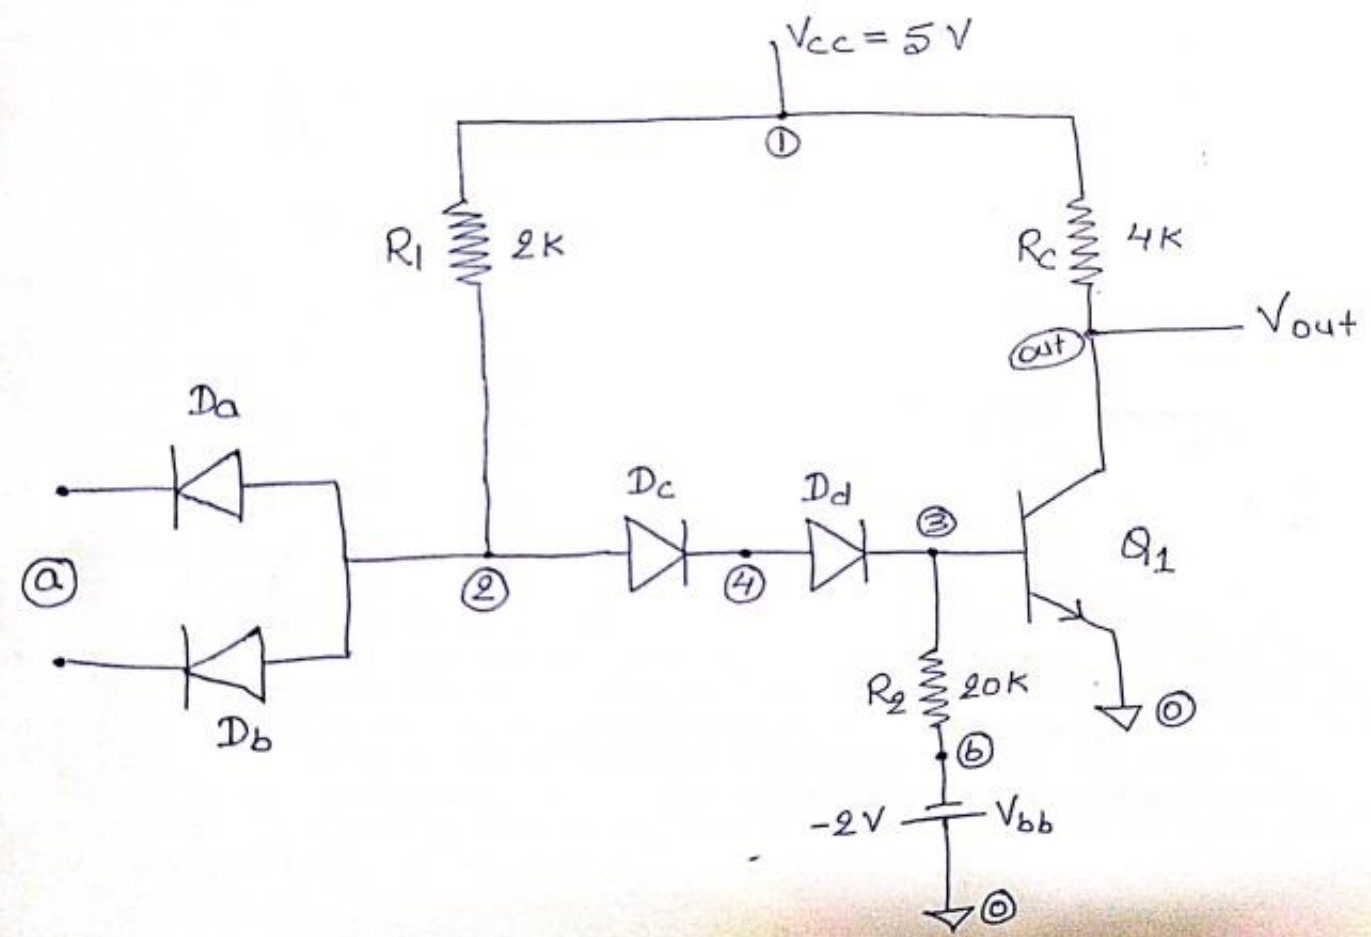 Vcc = 5 V
①
R1 2K
Rc 4K
Vout
out
Da
Dc
Dd
③
Q1
ⓐ
②
④
Db
R2 20K
⓪
⑥
-2V Vbb
⓪